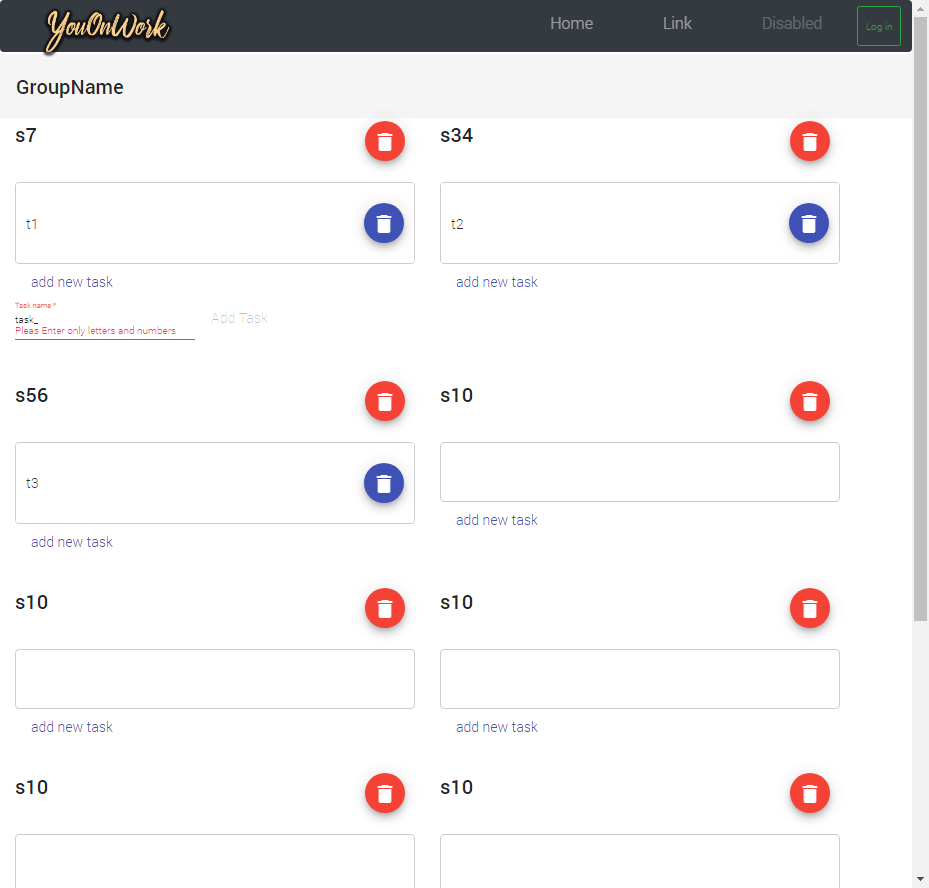 YouOnWork Home Link Disabled Log in
GroupName
s7 s34
t1 t2
add new task add new task
Task name *
task_ Add Task
Pleas Enter only letters and numbers
s56 s10
t3
add new task
add new task
s10 s10
add new task add new task
s10 s10